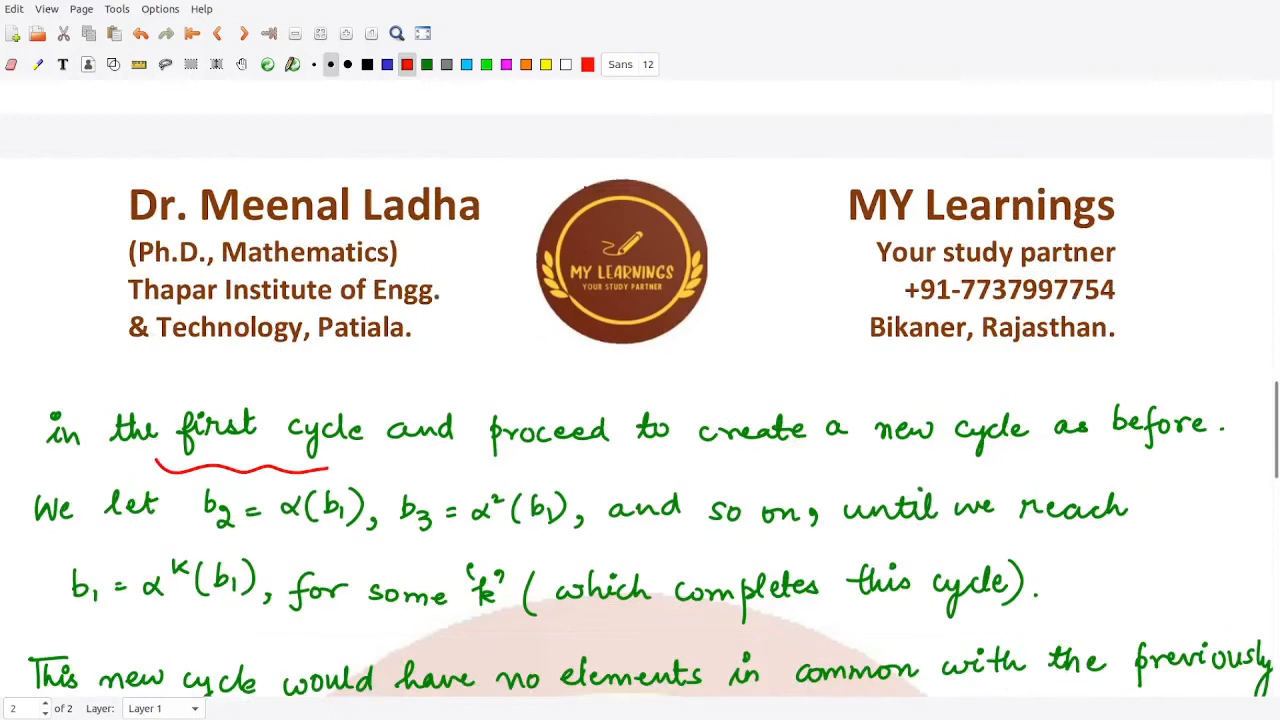 Edit View Page Tools Options Help
T Sans 12
Dr. Meenal Ladha
(Ph.D., Mathematics)
Thapar Institute of Engg.
& Technology, Patiala.
MY LEARNINGS
YOUR STUDY PARTNER
MY Learnings
Your study partner
+91-7737997754
Bikaner, Rajasthan.
in the first cycle and proceed to create a new cycle as before.
We let b₂ = α(b₁), b₃ = α²(b₁), and so on, until we reach
b₁ = αᵏ(b₁), for some 'k' (which completes this cycle).
This new cycle would have no elements in common with the previously
2 of 2 Layer: Layer 1